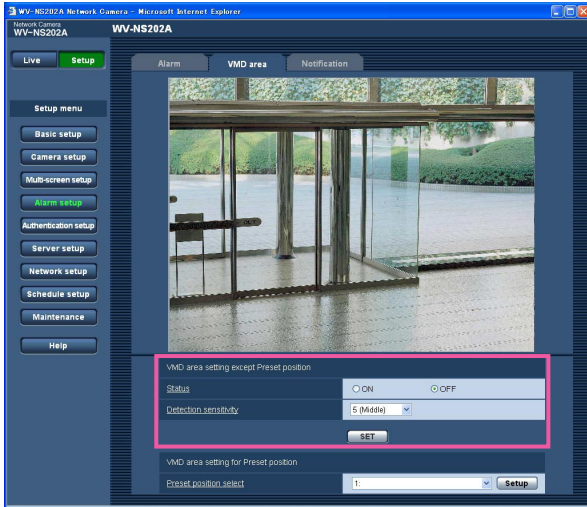 WV-NS202A Network Camera - Microsoft Internet Explorer
Network Camera
WV-NS202A
WV-NS202A
Live
Setup
Alarm
VMD area
Notification
Setup menu
Basic setup
Camera setup
Multi-screen setup
Alarm setup
Authentication setup
Server setup
Network setup
Schedule setup
Maintenance
Help
VMD area setting except Preset position
Status
ON
OFF
Detection sensitivity
5 (Middle)
SET
VMD area setting for Preset position
Preset position select
1:
Setup